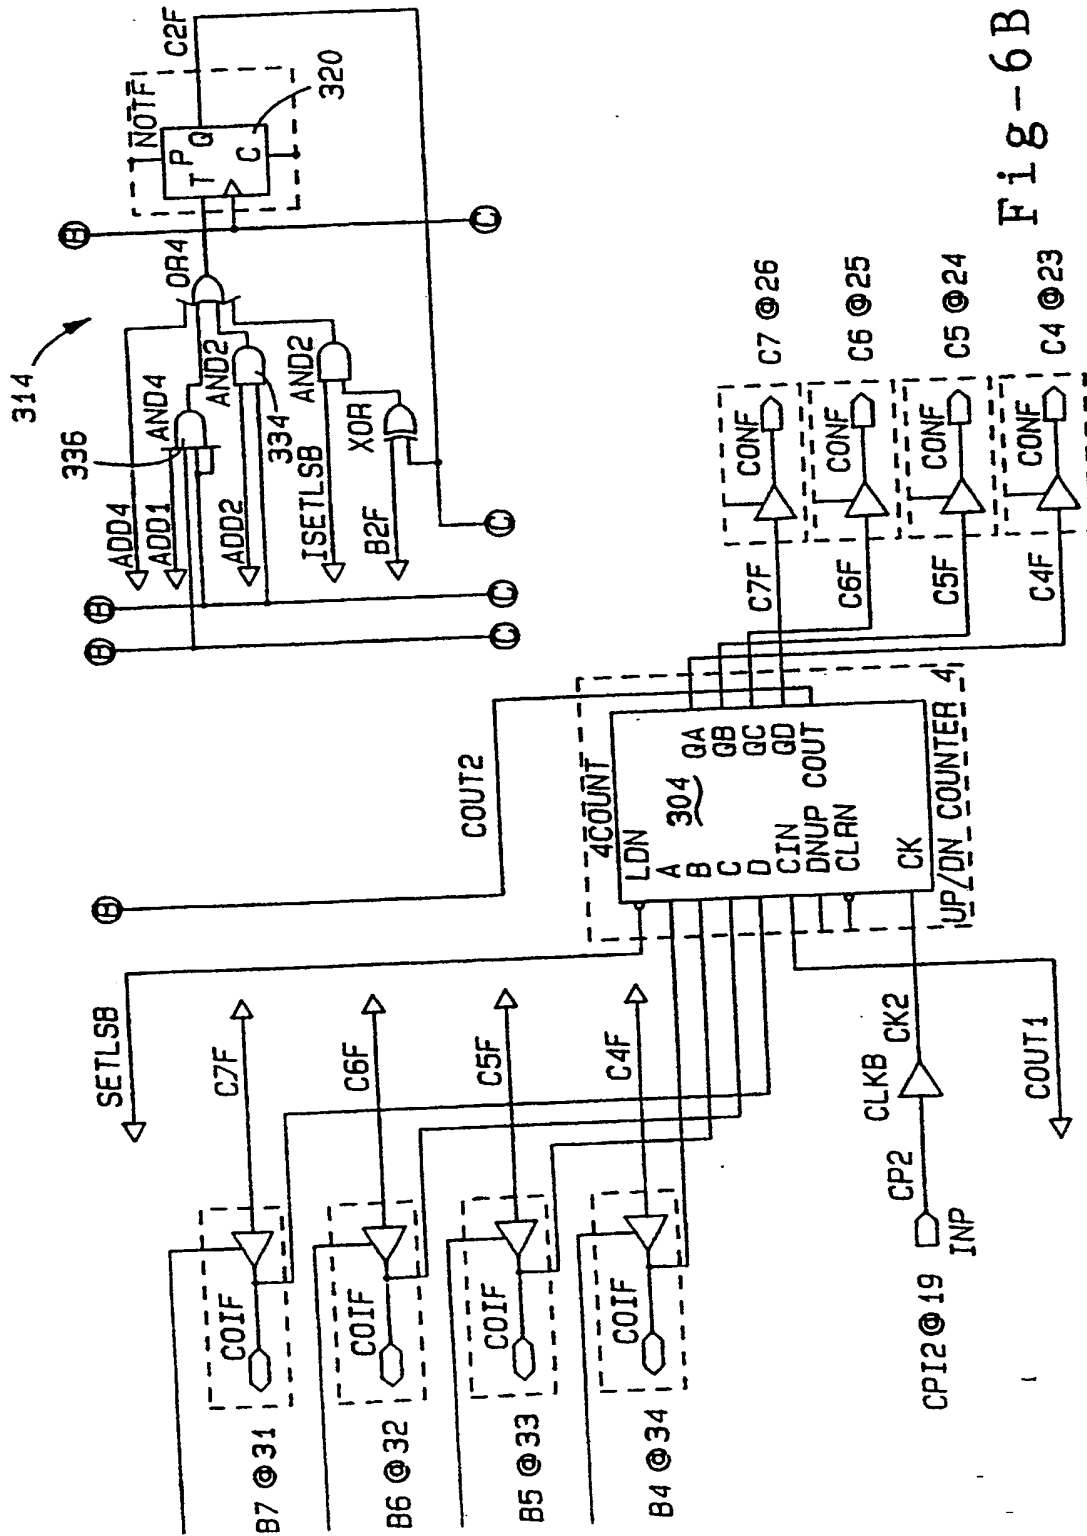 B7 @31
B6 @32
B5 @33
B4 @34
COIF
COIF
COIF
COIF
C7F
C6F
C5F
C4F
SETLSB
CPI2@19
INP
CP2
CLKB
CK2
COUT1
B
COUT2
4COUNT
LDN
A
B
C
D
CIN
DNUP
CLRN
CK
304
QA
QB
QC
QD
COUT
UP/DN COUNTER 4
C7F
C6F
C5F
C4F
CONF
CONF
CONF
CONF
C7 @26
C6 @25
C5 @24
C4 @23
314
336
334
B
B
C
C
C
ADD4
ADD1
ADD2
ISETLSB
B2F
AND4
AND2
AND2
XOR
OR4
B
C
NOTF
P
T
Q
C
320
C2F
Fig-6B